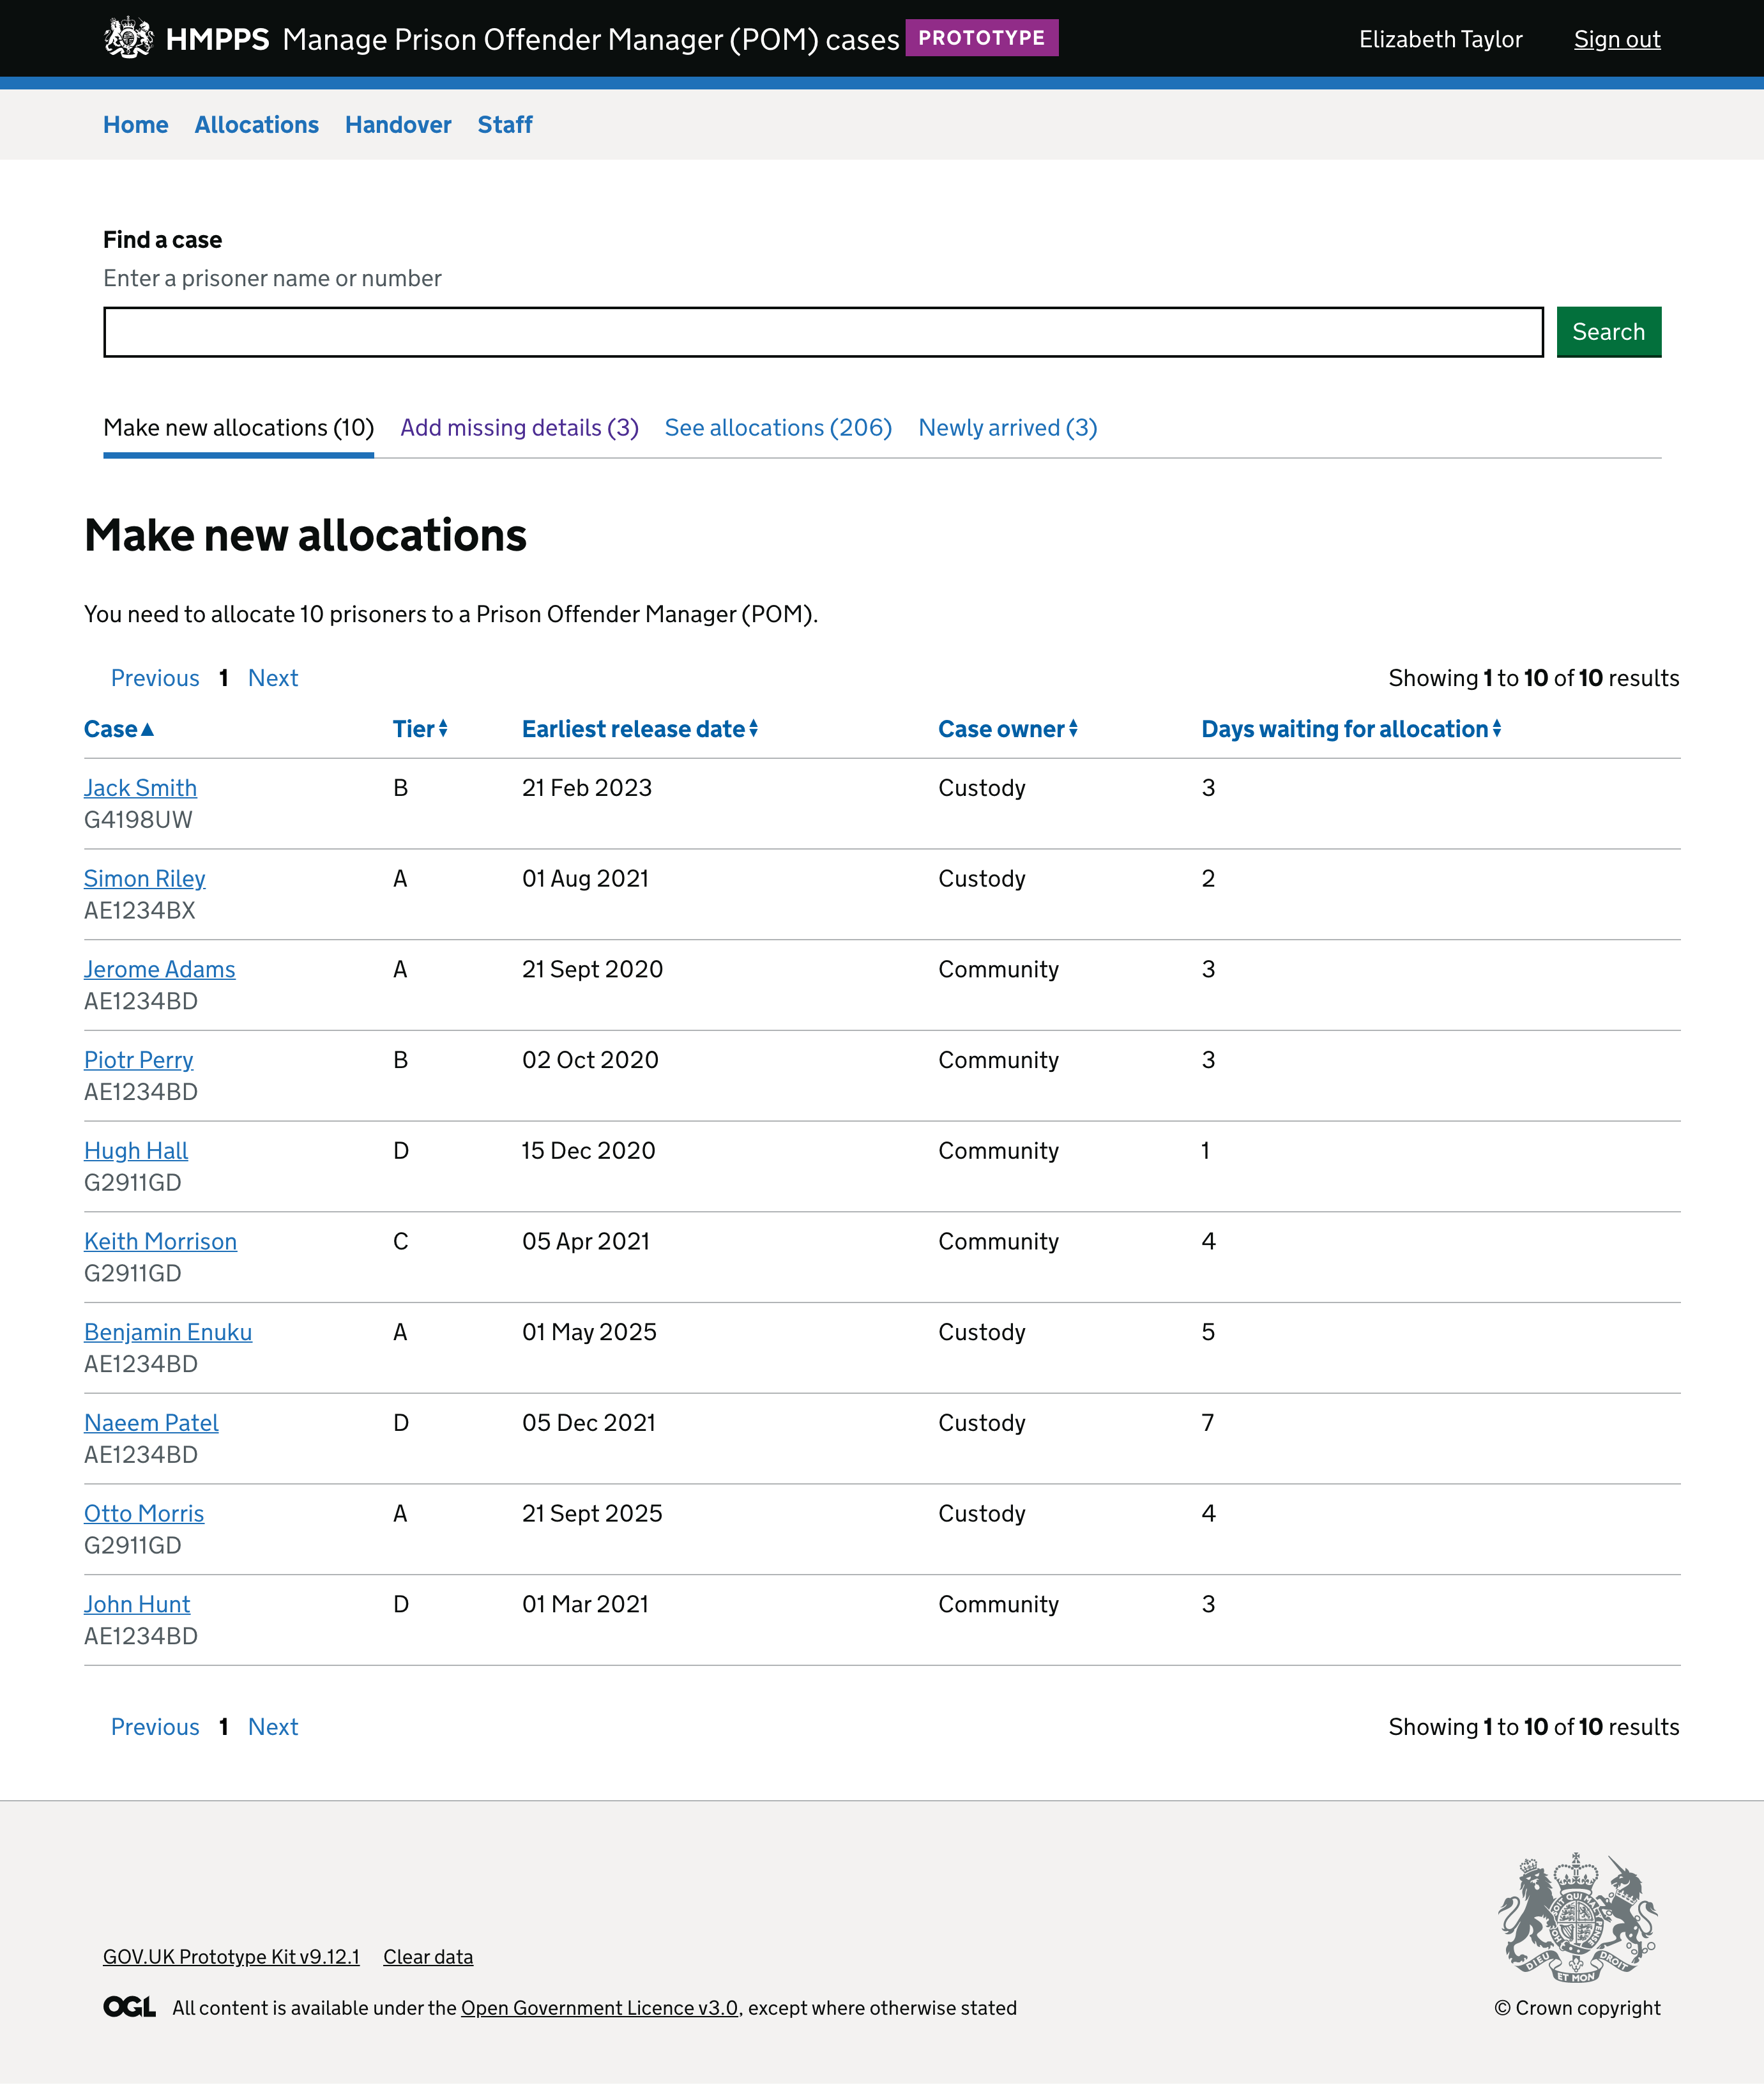 HMPPS Manage Prison Offender Manager (POM) cases PROTOTYPE Elizabeth Taylor Sign out
Home Allocations Handover Staff
Find a case
Enter a prisoner name or number
Search
Make new allocations (10) Add missing details (3) See allocations (206) Newly arrived (3)
Make new allocations
You need to allocate 10 prisoners to a Prison Offender Manager (POM).
Previous 1 Next Showing 1 to 10 of 10 results
Case Tier Earliest release date Case owner Days waiting for allocation
Jack Smith B 21 Feb 2023 Custody 3
G4198UW
Simon Riley A 01 Aug 2021 Custody 2
AE1234BX
Jerome Adams A 21 Sept 2020 Community 3
AE1234BD
Piotr Perry B 02 Oct 2020 Community 3
AE1234BD
Hugh Hall D 15 Dec 2020 Community 1
G2911GD
Keith Morrison C 05 Apr 2021 Community 4
G2911GD
Benjamin Enuku A 01 May 2025 Custody 5
AE1234BD
Naeem Patel D 05 Dec 2021 Custody 7
AE1234BD
Otto Morris A 21 Sept 2025 Custody 4
G2911GD
John Hunt D 01 Mar 2021 Community 3
AE1234BD
Previous 1 Next Showing 1 to 10 of 10 results
DIEU ET MON DROIT
GOV.UK Prototype Kit v9.12.1 Clear data
OGL All content is available under the Open Government Licence v3.0, except where otherwise stated © Crown copyright